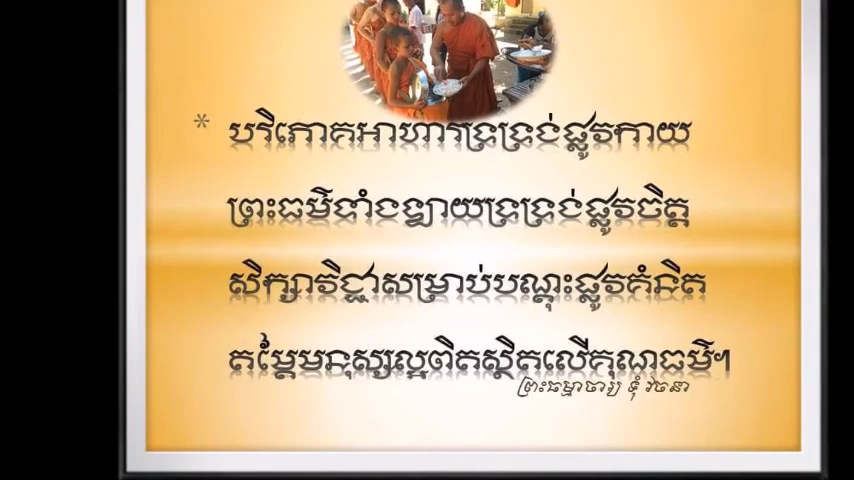 * បរិភោគអាហារទ្រទ្រង់ផ្លូវកាយ
ព្រះធម៌ទាំងឡាយទ្រទ្រង់ផ្លូវចិត្ត
សិក្សាវិជ្ជាសម្រាប់បណ្តុះផ្លូវគំនិត
តម្លៃមនុស្សល្អពិតស្ថិតលើគុណធម៌។
ព្រះធម្មាចារ្យ ទុំ វចនា